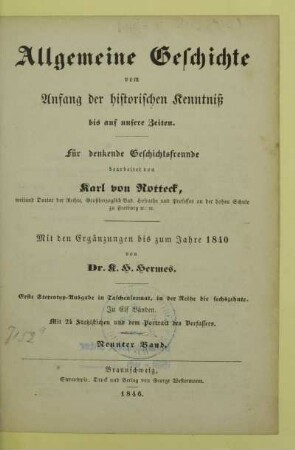 Allgemeine Geschichte
vom
Anfang der historischen Kenntniß
bis auf unsere Zeiten.
Für denkende Geschichtsfreunde
bearbeitet von
Karl von Rotteck,
weiland Doctor der Rechte, Großherzoglich Bad. Hofrathe und Professor an der hohen Schule
zu Freiburg &c. &c.
Mit den Ergänzungen bis zum Jahre 1840
von
Dr. K. H. Hermes.
Erste Stereotyp-Ausgabe in Taschenformat, in der Reihe die sechszehnte.
In Elf Bänden.
Mit 24 Stahlstichen und dem Portrait des Verfassers.
Neunter Band.
Braunschweig,
Stereotypie, Druck und Verlag von George Westermann.
1846.